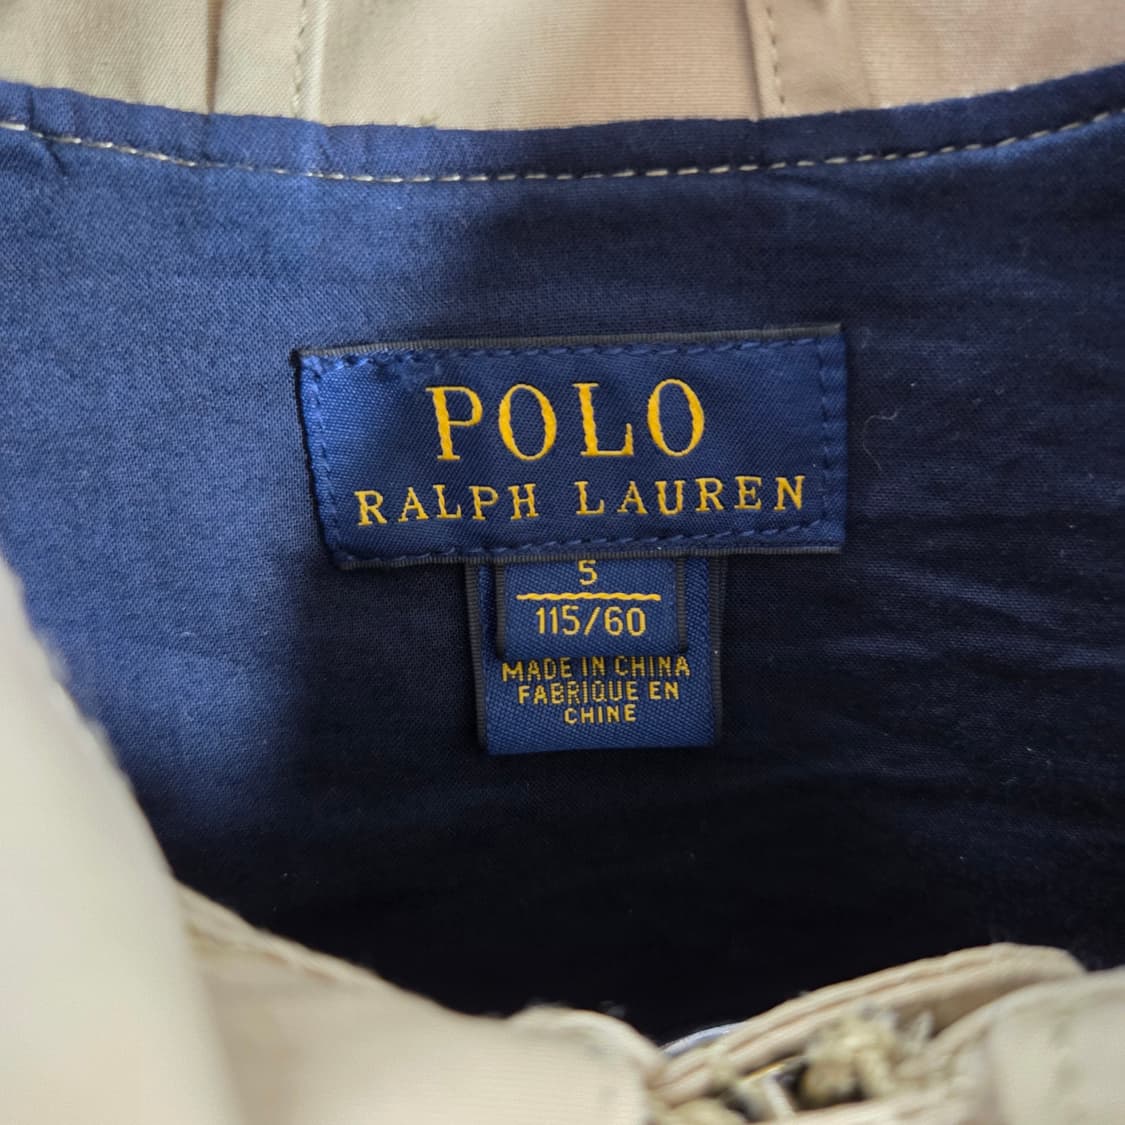 POLO
RALPH LAUREN
5
115/60
MADE IN CHINA
FABRIQUE EN
CHINE